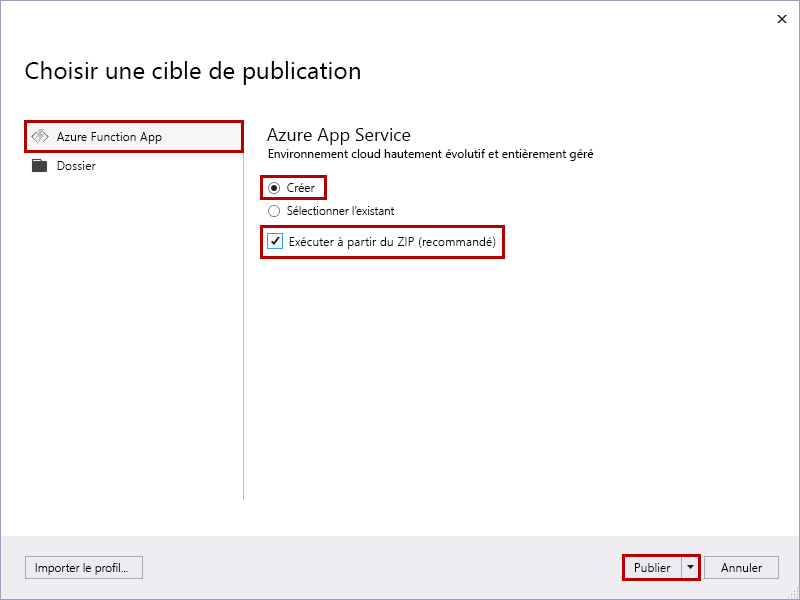 Choisir une cible de publication
Azure Function App
Dossier
Azure App Service
Environnement cloud hautement évolutif et entièrement géré
Créer
Sélectionner l'existant
Exécuter à partir du ZIP (recommandé)
Importer le profil...
Publier
Annuler